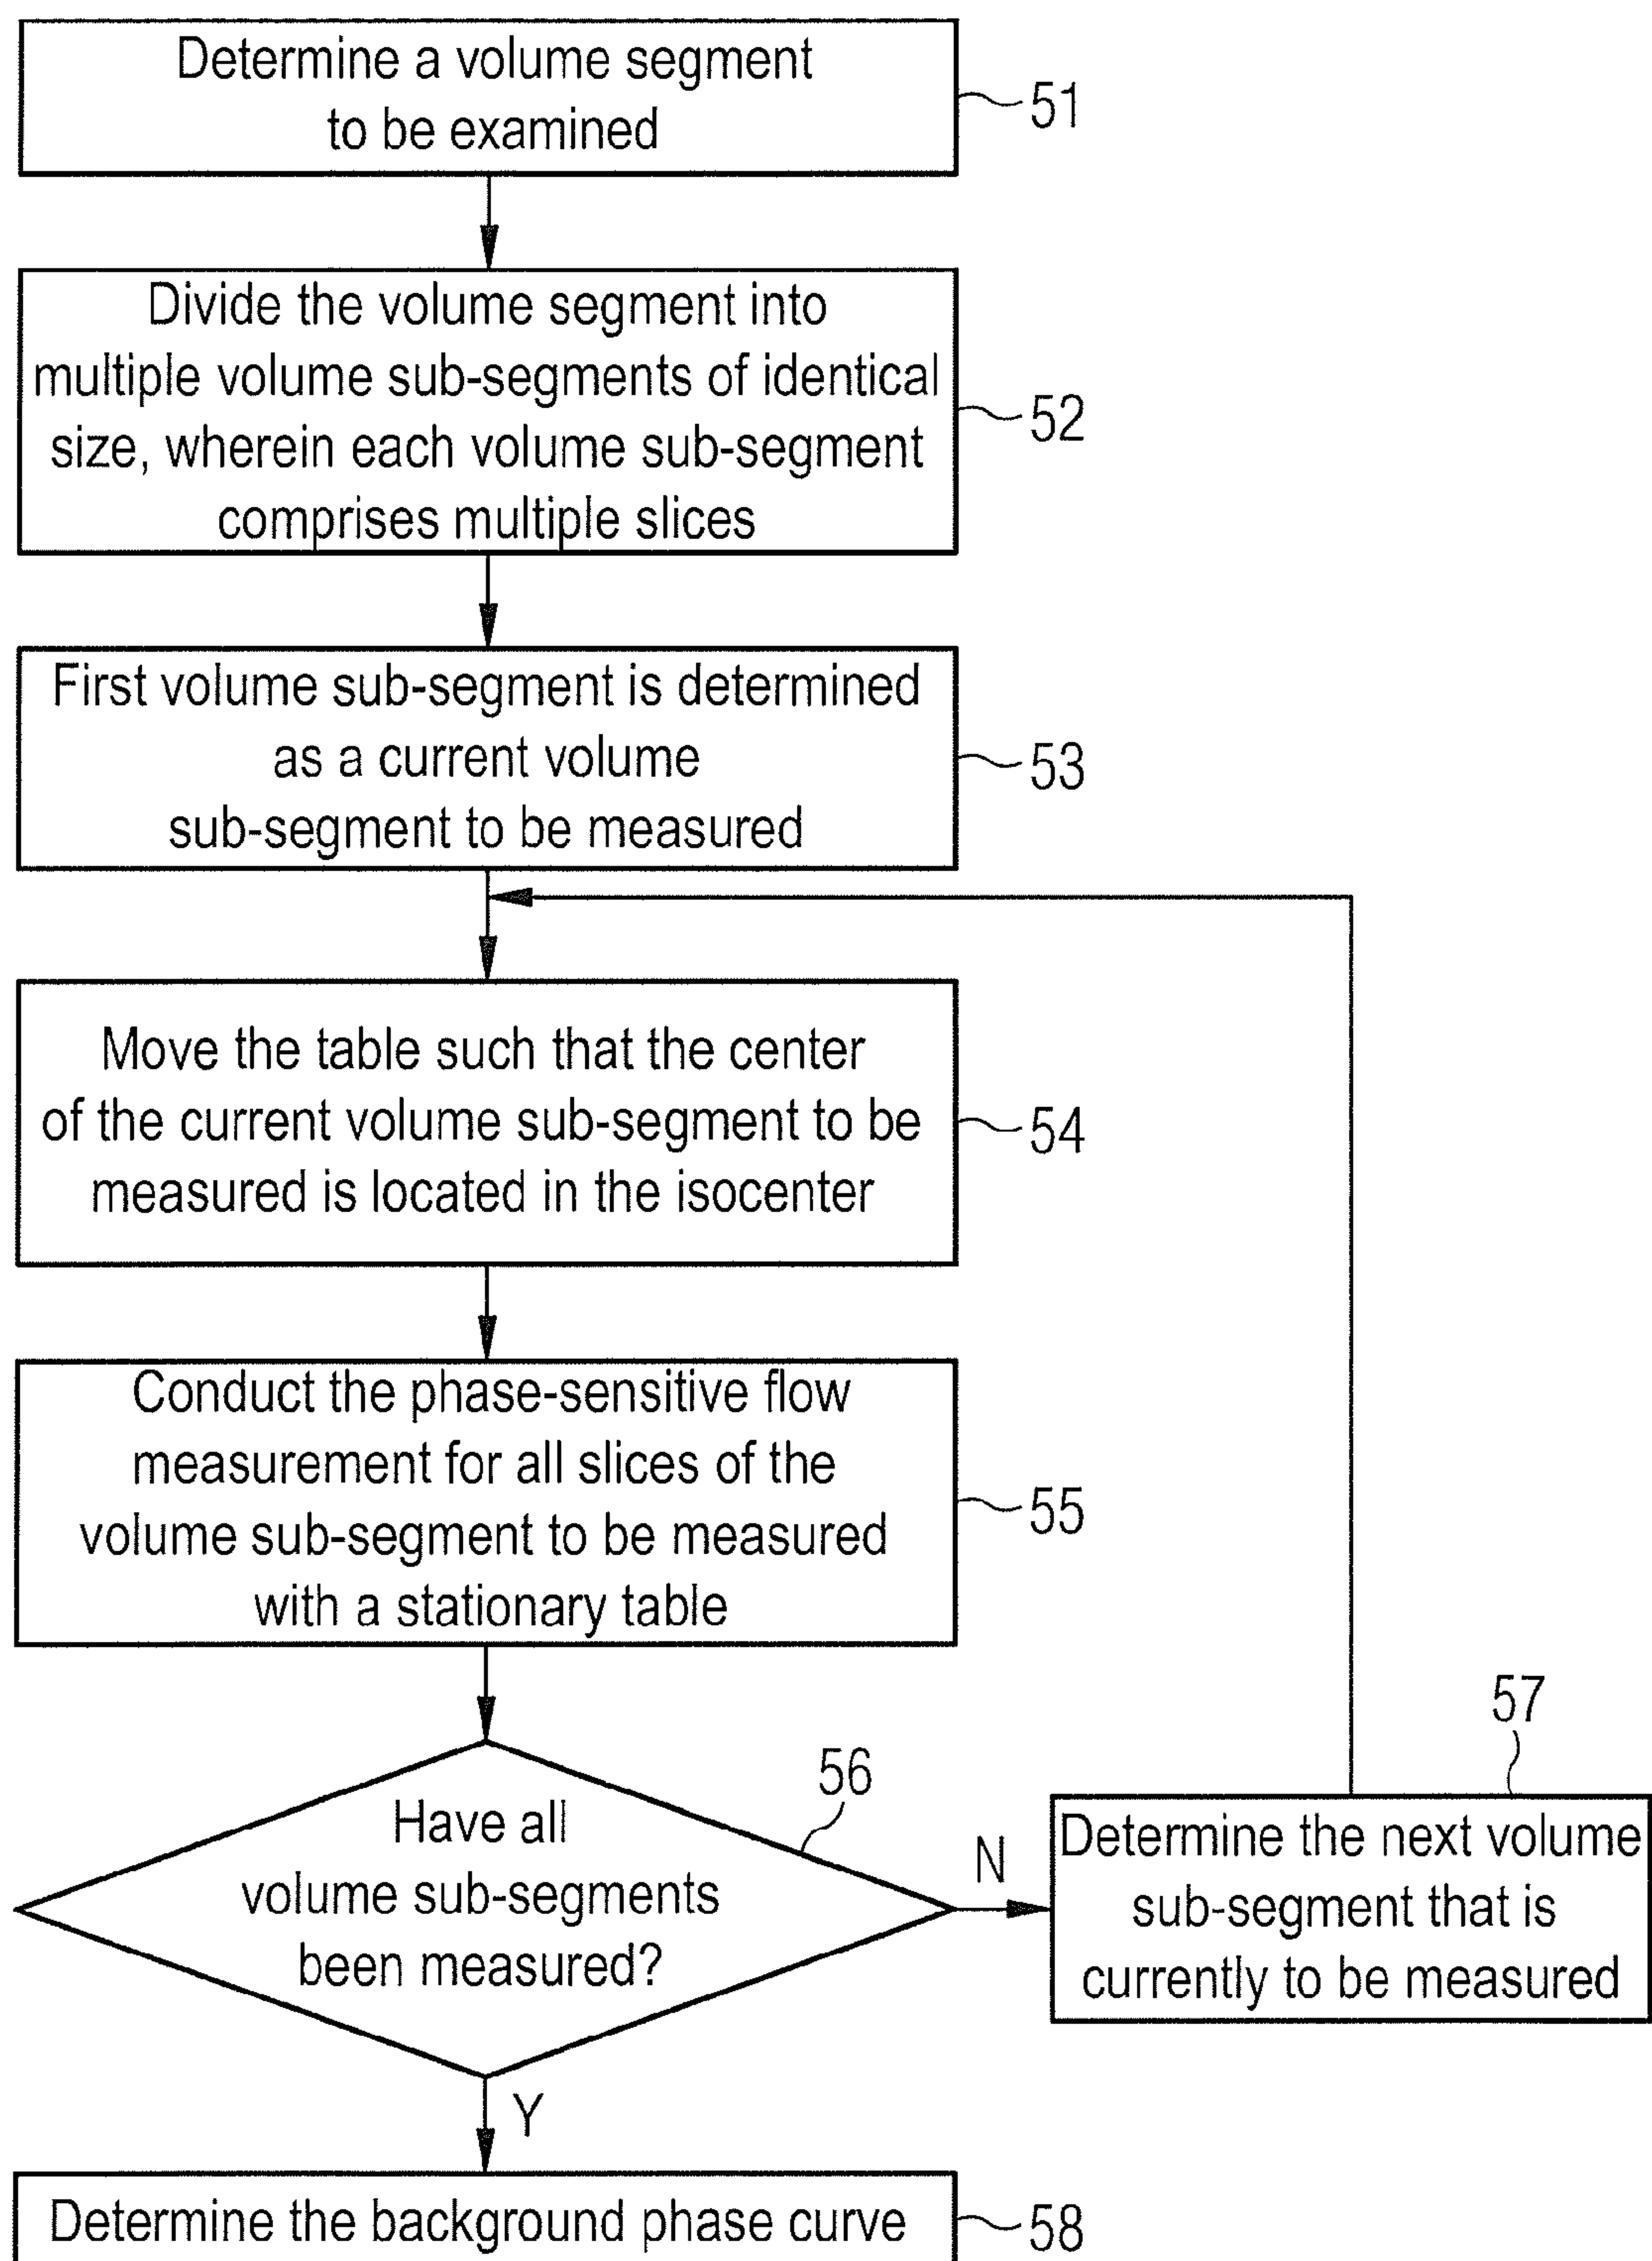 Determine a volume segment
to be examined
51
Divide the volume segment into
multiple volume sub-segments of identical
size, wherein each volume sub-segment
comprises multiple slices
52
First volume sub-segment is determined
as a current volume
sub-segment to be measured
53
Move the table such that the center
of the current volume sub-segment to be
measured is located in the isocenter
54
Conduct the phase-sensitive flow
measurement for all slices of the
volume sub-segment to be measured
with a stationary table
55
Have all
volume sub-segments
been measured?
56
N
57
Determine the next volume
sub-segment that is
currently to be measured
Y
Determine the background phase curve
58